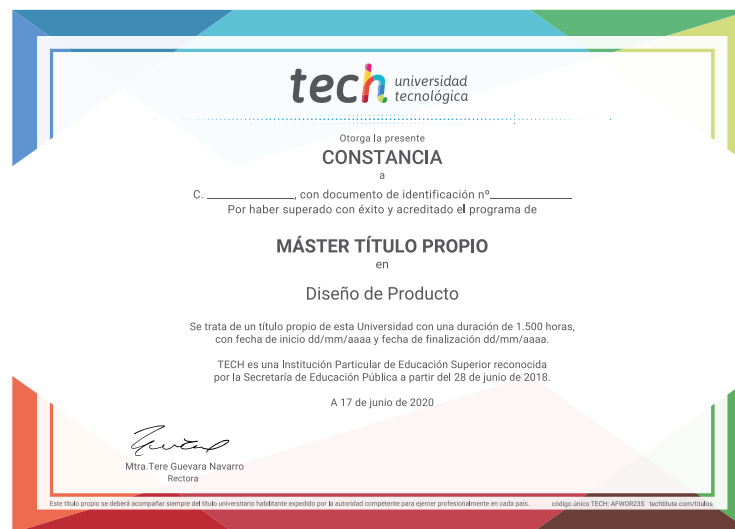 tech universidad
tecnológica
Otorga la presente
CONSTANCIA
a
C. ________________, con documento de identificación nº______________
Por haber superado con éxito y acreditado el programa de
MÁSTER TÍTULO PROPIO
en
Diseño de Producto
Se trata de un título propio de esta Universidad con una duración de 1.500 horas,
con fecha de inicio dd/mm/aaaa y fecha de finalización dd/mm/aaaa.
TECH es una Institución Particular de Educación Superior reconocida
por la Secretaría de Educación Pública a partir del 28 de junio de 2018.
A 17 de junio de 2020
Mtra.Tere Guevara Navarro
Rectora
Este título propio se deberá acompañar siempre del título universitario habilitante expedido por la autoridad competente para ejercer profesionalmente en cada país. código único TECH: AFWOR23S techtitute.com/títulos